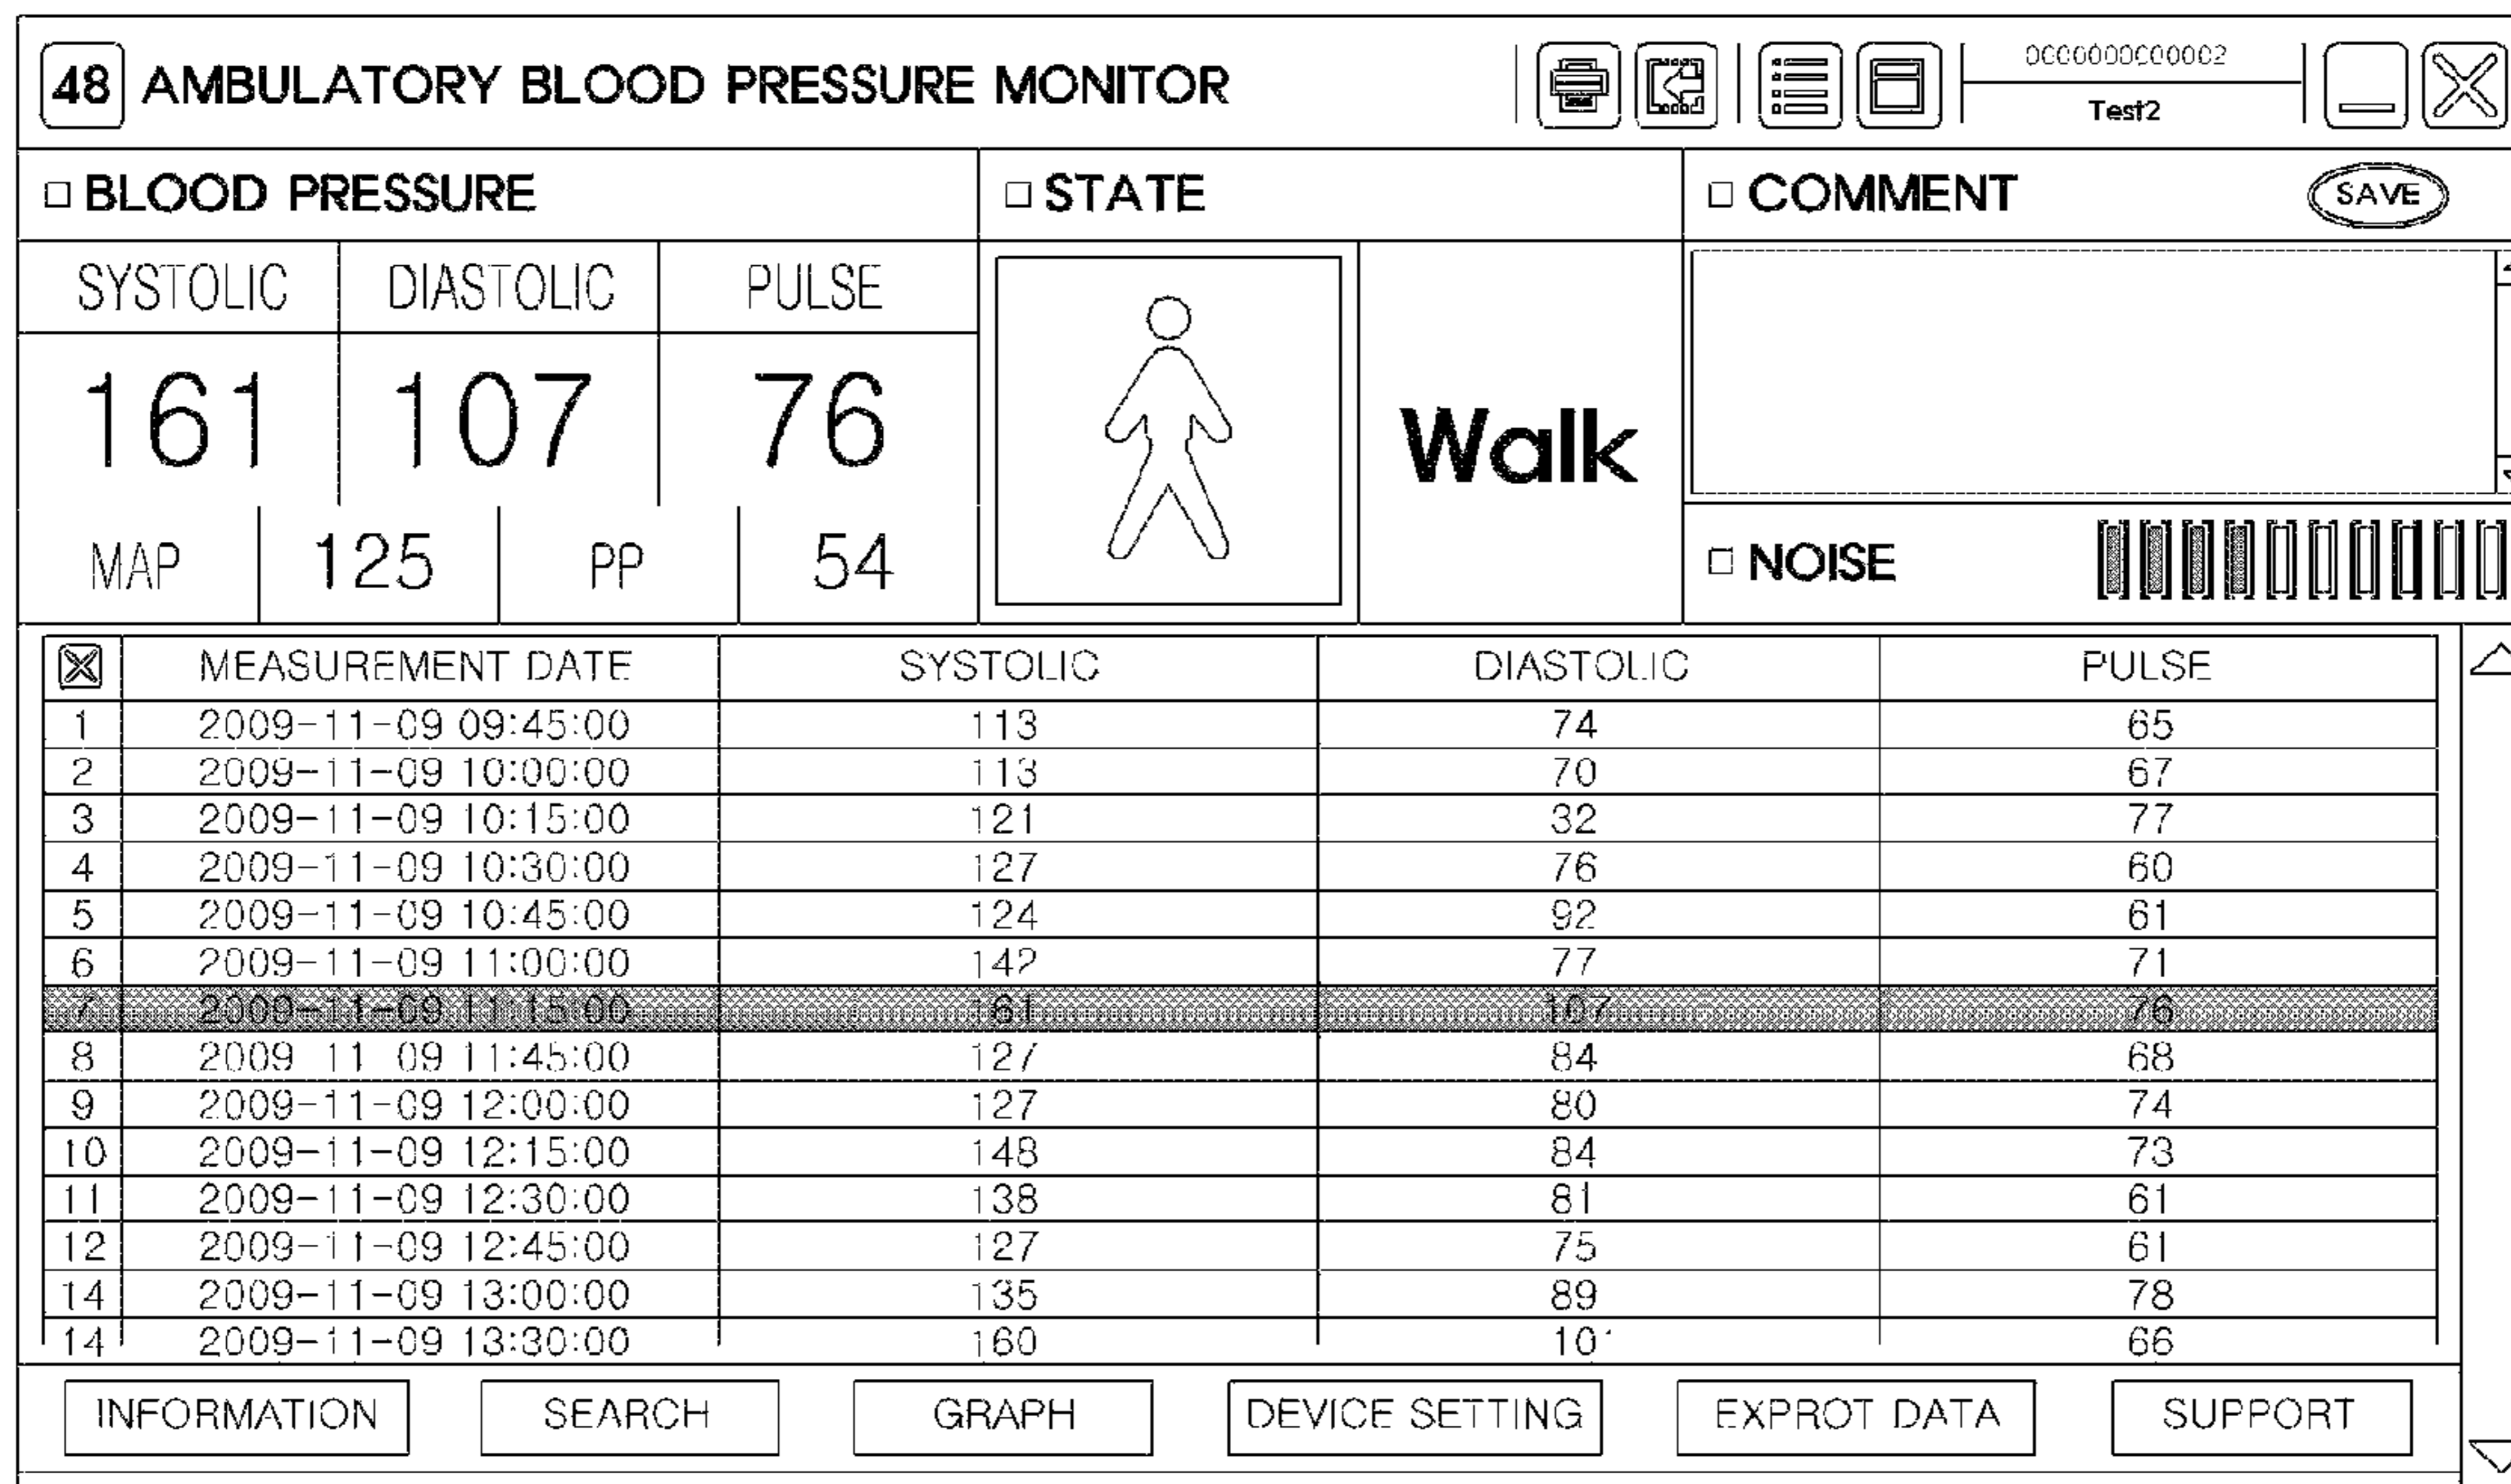 48 AMBULATORY BLOOD PRESSURE MONITOR
Test2
BLOOD PRESSURE STATE COMMENT SAVE
SYSTOLIC DIASTOLIC PULSE
161 107 76
Walk
MAP 125 PP 54
NOISE
MEASUREMENT DATE SYSTOLIC DIASTOLIC PULSE
1 2009-11-09 09:45:00 113 74 65
2 2009-11-09 10:00:00 113 70 67
3 2009-11-09 10:15:00 121 32 77
4 2009-11-09 10:30:00 127 76 60
5 2009-11-09 10:45:00 124 92 61
6 2009-11-09 11:00:00 142 77 71
7 2009-11-09 11:15:00 161 107 76
8 2009 11 09 11:45:00 127 84 68
9 2009-11-09 12:00:00 127 80 74
10 2009-11-09 12:15:00 148 84 73
11 2009-11-09 12:30:00 138 81 61
12 2009-11-09 12:45:00 127 75 61
14 2009-11-09 13:00:00 135 89 78
14 2009-11-09 13:30:00 160 101 66
INFORMATION SEARCH GRAPH DEVICE SETTING EXPROT DATA SUPPORT